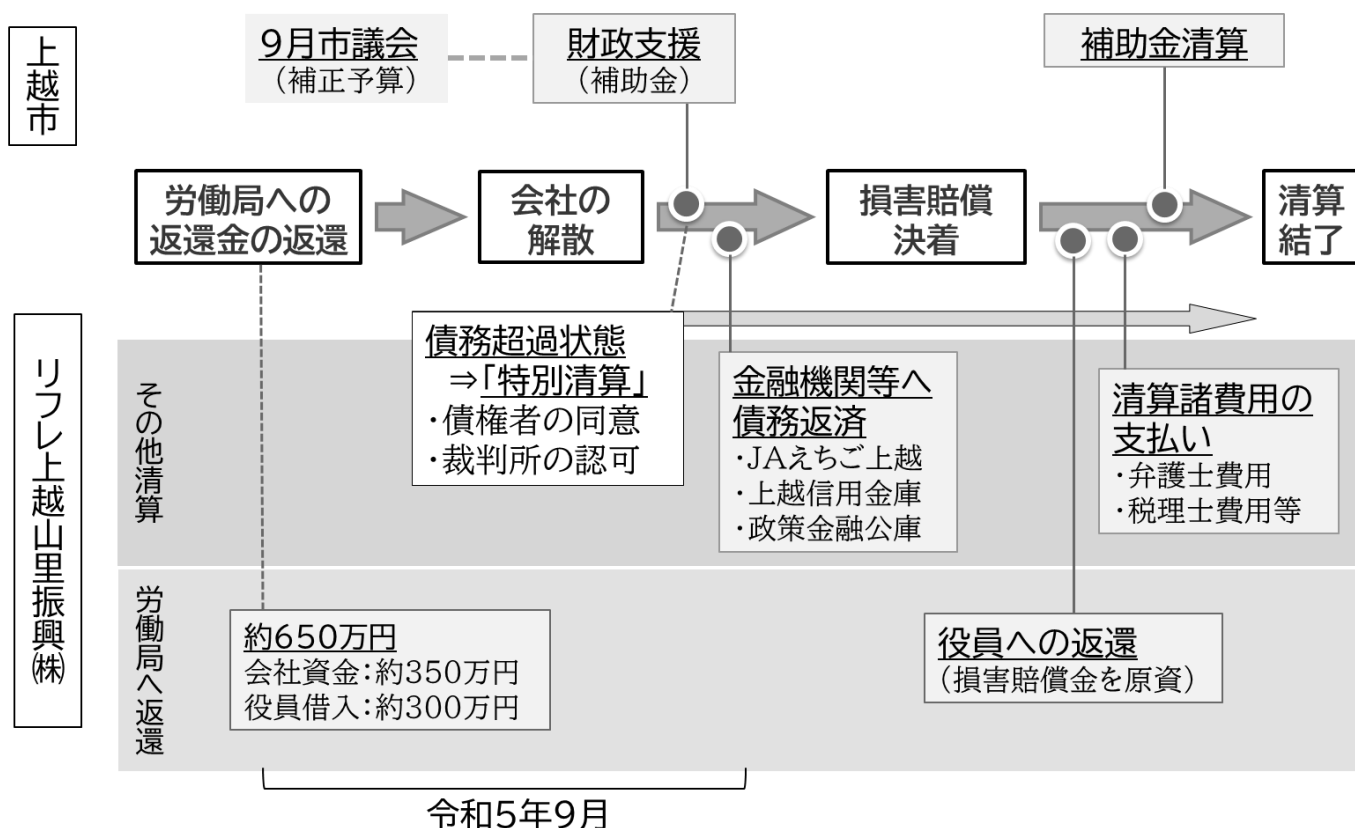 上越市
9月市議会
（補正予算）
財政支援
（補助金）
補助金清算
労働局への
返還金の返還
会社の
解散
損害賠償
決着
清算
結了
リフレ上越山里振興㈱
その他清算
債務超過状態
⇒「特別清算」
・債権者の同意
・裁判所の認可
金融機関等へ
債務返済
・JAえちご上越
・上越信用金庫
・政策金融公庫
清算諸費用の
支払い
・弁護士費用
・税理士費用等
労働局へ返還
約650万円
会社資金：約350万円
役員借入：約300万円
役員への返還
（損害賠償金を原資）
令和5年9月